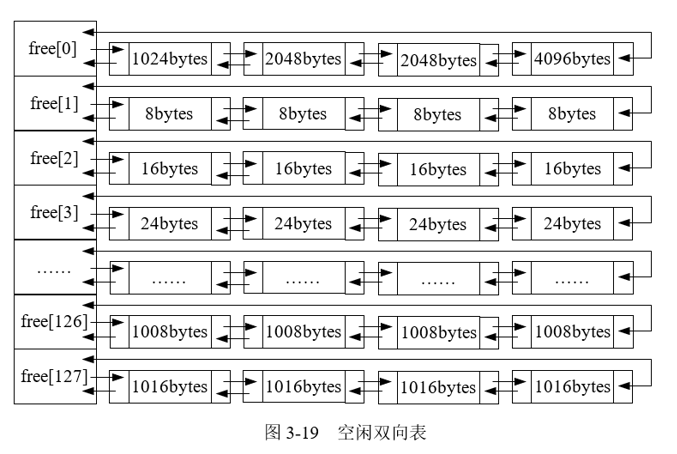 free[0] 1024bytes 2048bytes 2048bytes 4096bytes
free[1] 8bytes 8bytes 8bytes 8bytes
free[2] 16bytes 16bytes 16bytes 16bytes
free[3] 24bytes 24bytes 24bytes 24bytes
…… …… …… …… ……
free[126] 1008bytes 1008bytes 1008bytes 1008bytes
free[127] 1016bytes 1016bytes 1016bytes 1016bytes
图 3-19 空闲双向表